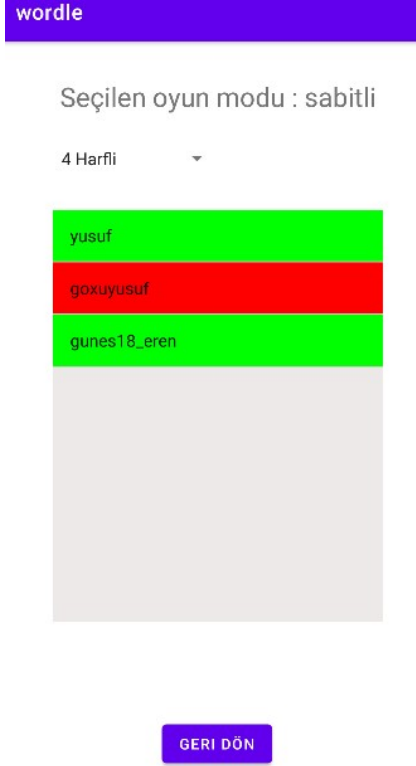 wordle
Seçilen oyun modu : sabitli
4 Harfli
yusuf
goxuyusuf
gunes18_eren
GERI DÖN